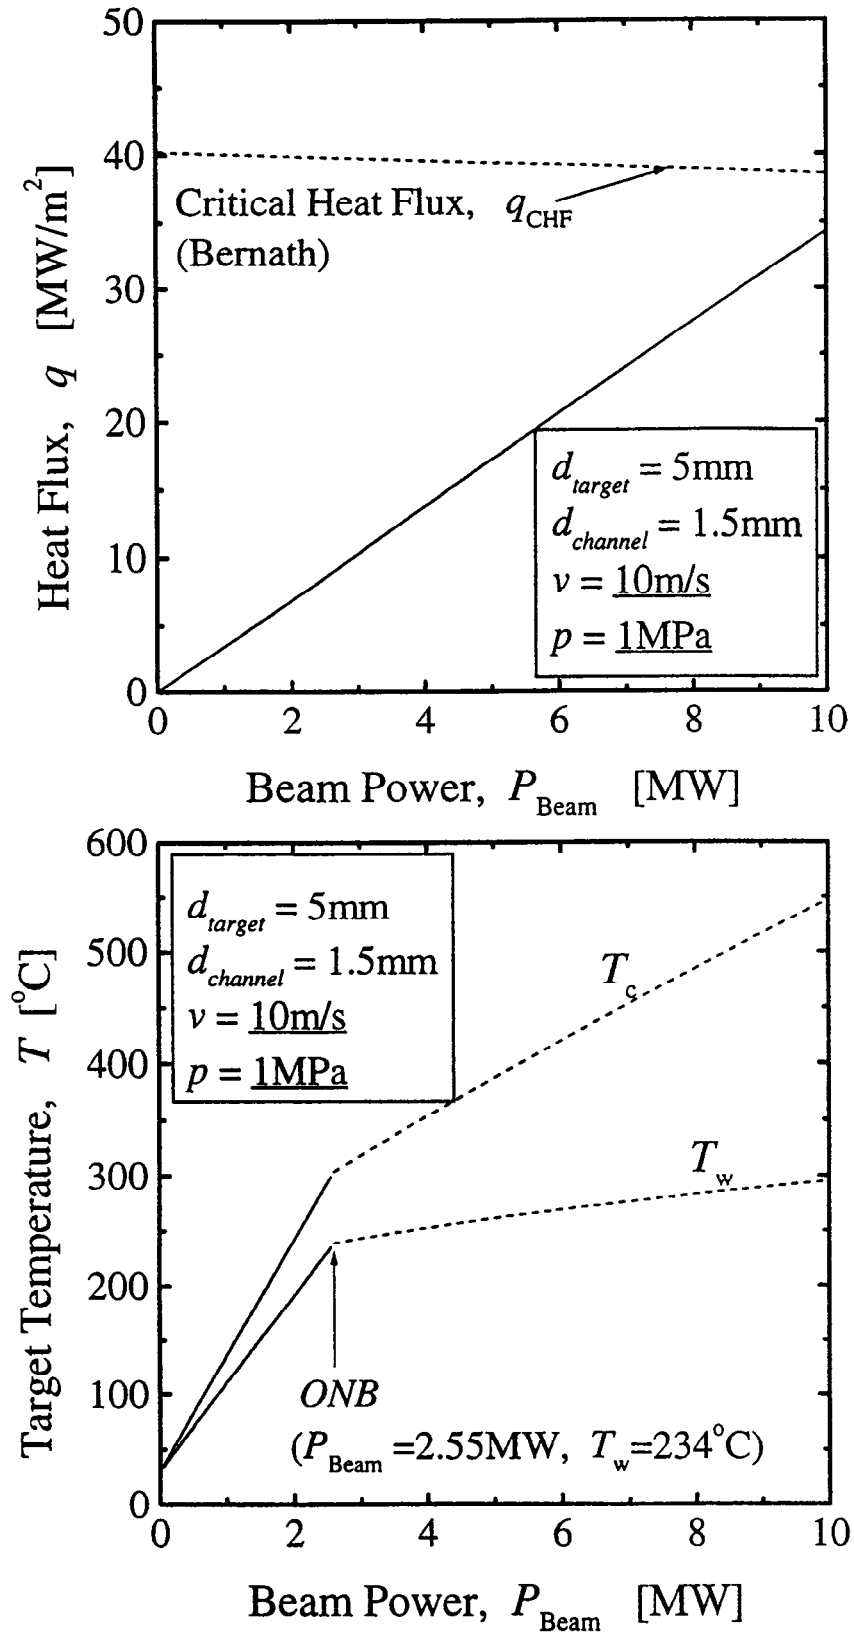 50
40
30
20
10
0
Heat Flux, q [MW/m²]
Critical Heat Flux, q_CHF
(Bernath)
d_target = 5mm
d_channel = 1.5mm
v = 10m/s
p = 1MPa
0 2 4 6 8 10
Beam Power, P_Beam [MW]
600
500
400
300
200
100
0
Target Temperature, T [°C]
d_target = 5mm
d_channel = 1.5mm
v = 10m/s
p = 1MPa
T_c
T_w
ONB
(P_Beam =2.55MW, T_w=234°C)
0 2 4 6 8 10
Beam Power, P_Beam [MW]